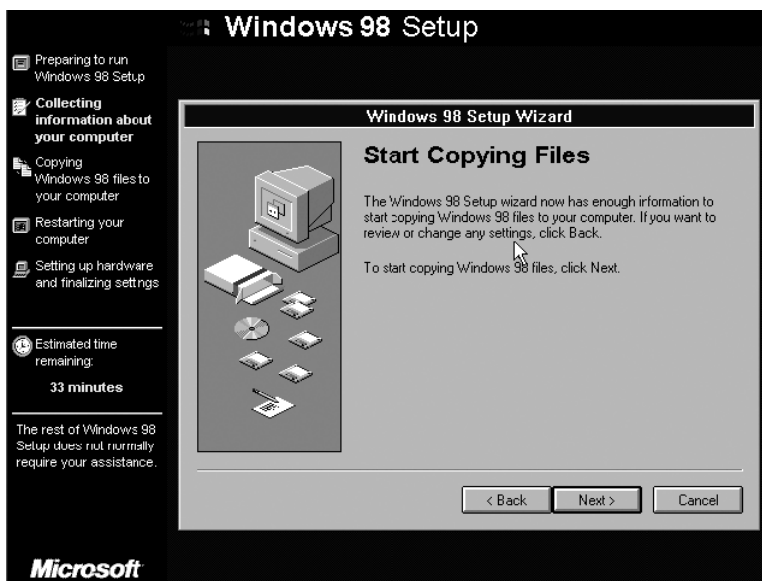 Windows 98 Setup
Preparing to run
Windows 98 Setup
Collecting
information about
your computer
Copying
Windows 98 files to
your computer
Restarting your
computer
Setting up hardware
and finalizing settings
Estimated time
remaining:
33 minutes
The rest of Windows 98
Setup does not normally
require your assistance.
Microsoft
Windows 98 Setup Wizard
Start Copying Files
The Windows 98 Setup wizard now has enough information to
start copying Windows 98 files to your computer. If you want to
review or change any settings, click Back.
To start copying Windows 98 files, click Next.
< Back
Next >
Cancel